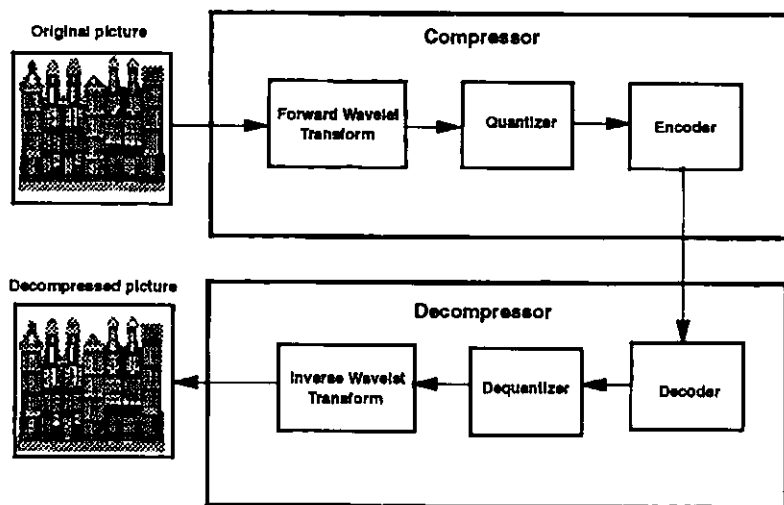 Original picture
Compressor
Forward Wavelet
Transform
Quantizer
Encoder
Decompressed picture
Decompressor
Inverse Wavelet
Transform
Dequantizer
Decoder